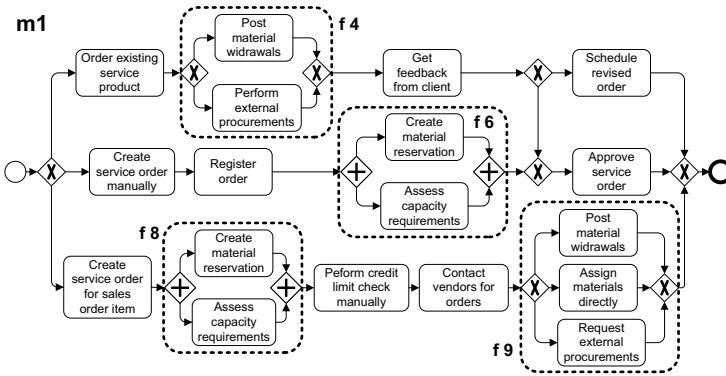 m1
f 4
Order existing
service
product
Post
material
widrawals
Perform
external
procurements
Get
feedback
from client
Schedule
revised
order
Create
service order
manually
Register
order
f 6
Create
material
reservation
Assess
capacity
requirements
Approve
service
order
Create
service order
for sales
order item
f 8
Create
material
reservation
Assess
capacity
requirements
Peform credit
limit check
manually
Contact
vendors for
orders
f 9
Post
material
widrawals
Assign
materials
directly
Request
external
procurements